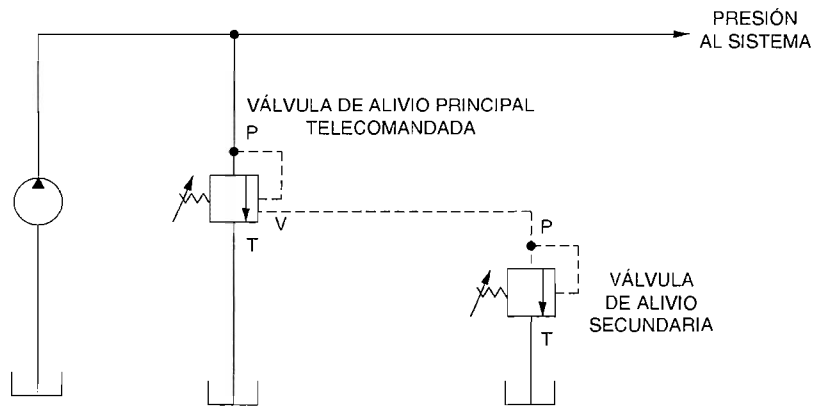 PRESIÓN
AL SISTEMA
VÁLVULA DE ALIVIO PRINCIPAL
TELECOMANDADA
P
V
T
P
VÁLVULA
DE ALIVIO
SECUNDARIA
T